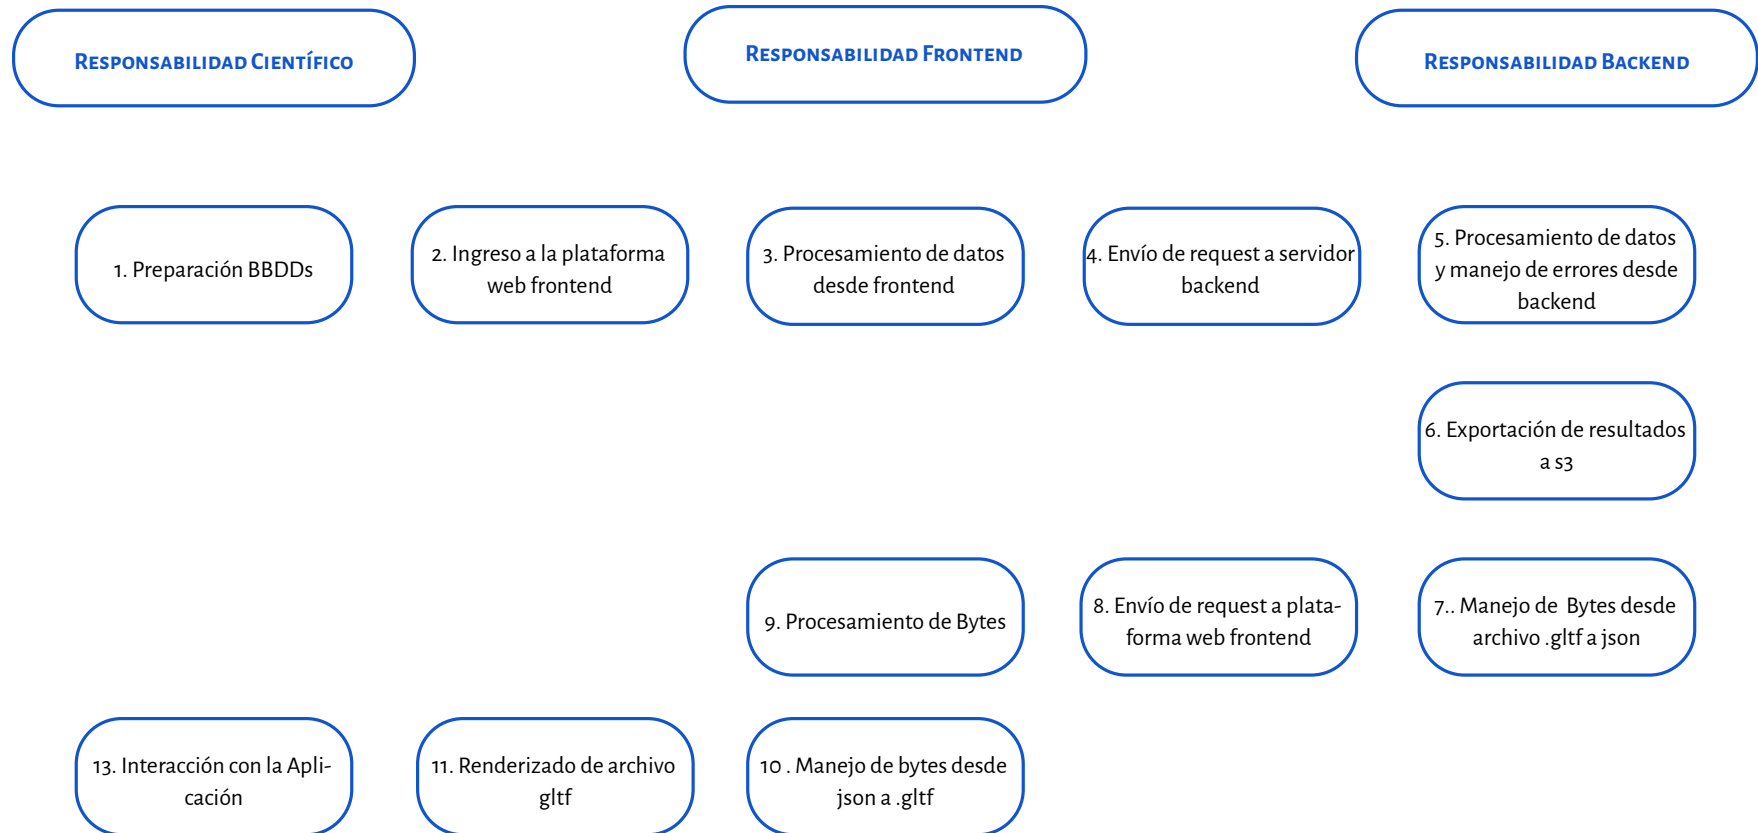 Responsabilidad Científico
Responsabilidad Frontend
Responsabilidad Backend
1. Preparación BBDDs
2. Ingreso a la plataforma
web frontend
3. Procesamiento de datos
desde frontend
4. Envío de request a servidor
backend
5. Procesamiento de datos
y manejo de errores desde
backend
6. Exportación de resultados
a s3
9. Procesamiento de Bytes
8. Envío de request a plata-
forma web frontend
7.. Manejo de  Bytes desde
archivo .gltf a json
13. Interacción con la Apli-
cación
11. Renderizado de archivo
gltf
10 . Manejo de bytes desde
json a .gltf